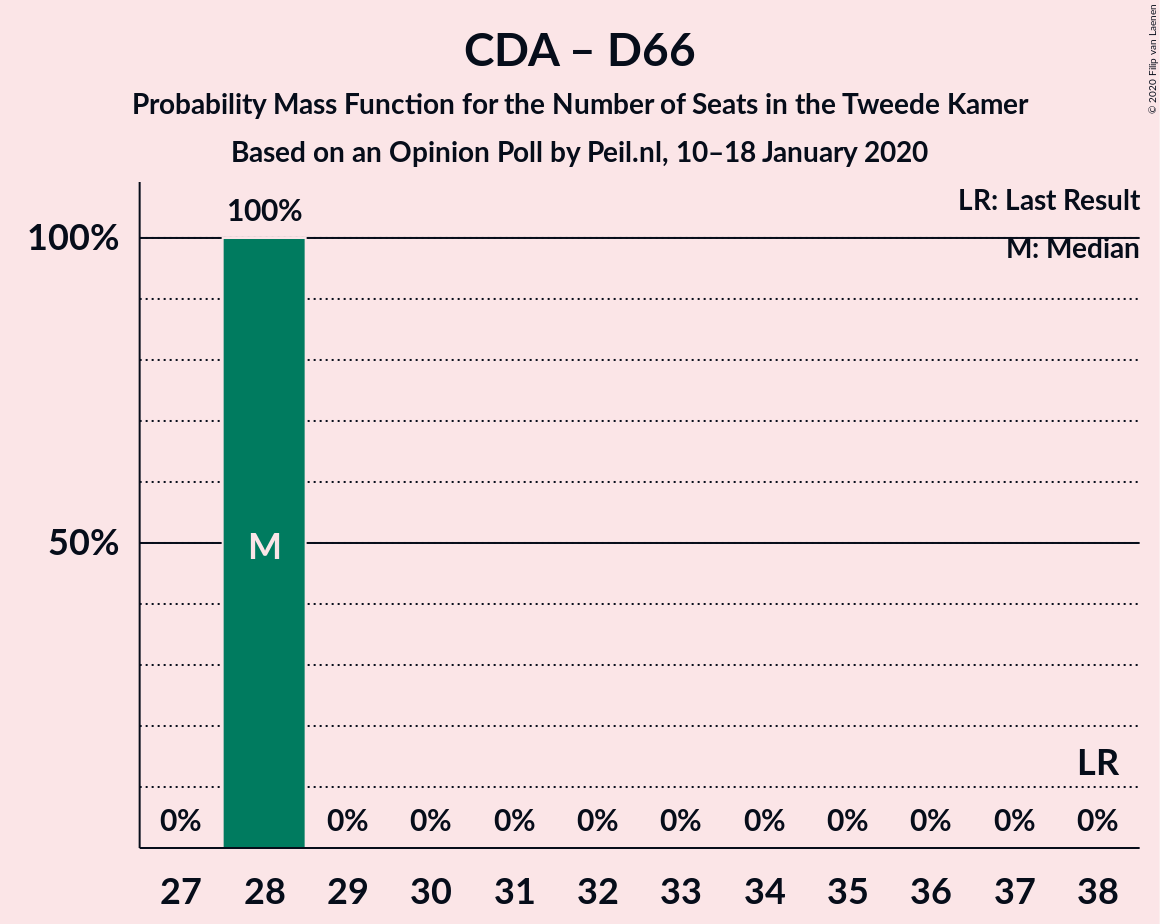 CDA – D66
Probability Mass Function for the Number of Seats in the Tweede Kamer
Based on an Opinion Poll by Peil.nl, 10–18 January 2020
© 2020 Filip van Laenen
LR: Last Result
M: Median
100%
100%
50%
M
LR
0% 0% 0% 0% 0% 0% 0% 0% 0% 0% 0%
27 28 29 30 31 32 33 34 35 36 37 38